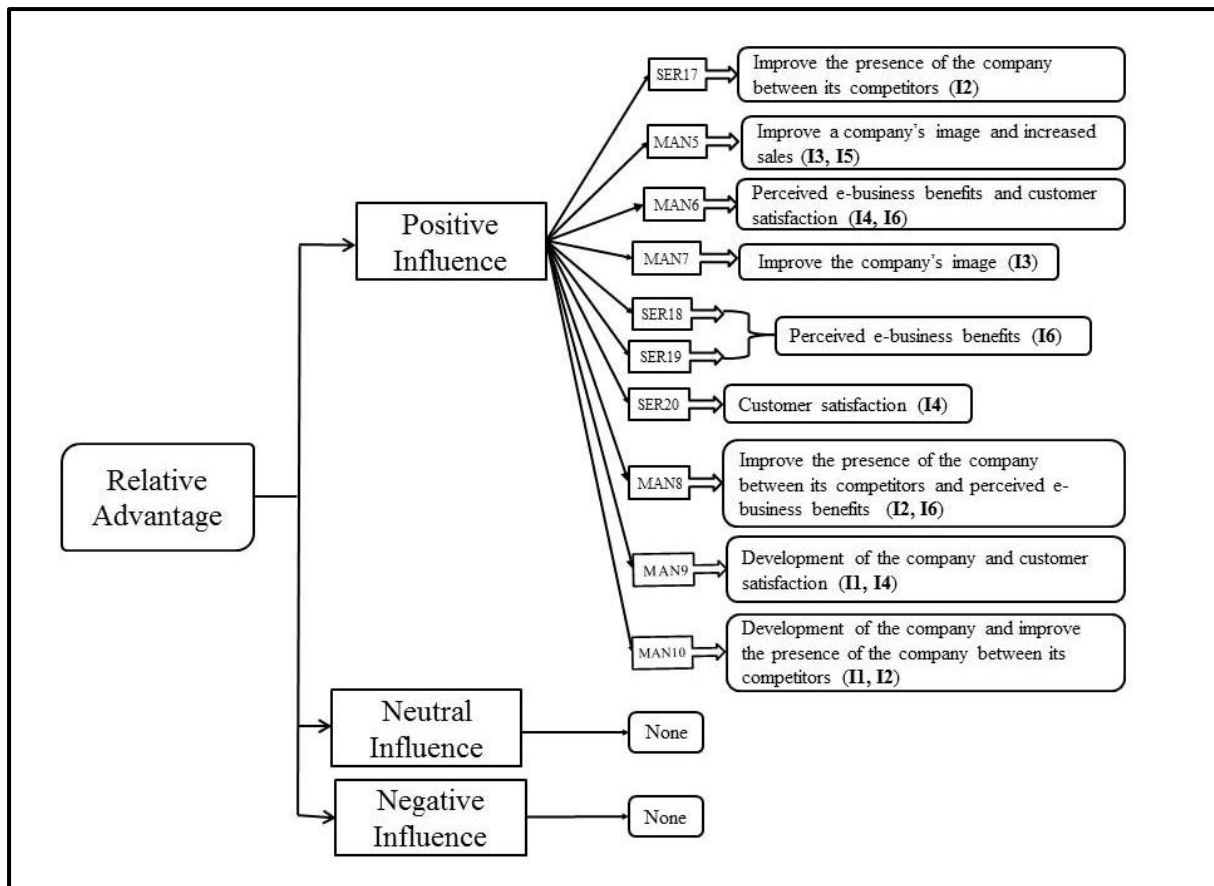 Relative
Advantage
Positive
Influence
SER17
Improve the presence of the company
between its competitors (I2)
MAN5
Improve a company's image and increased
sales (I3, I5)
MAN6
Perceived e-business benefits and customer
satisfaction (I4, I6)
MAN7
Improve the company's image (I3)
SER18
SER19
Perceived e-business benefits (I6)
SER20
Customer satisfaction (I4)
MAN8
Improve the presence of the company
between its competitors and perceived e-
business benefits (I2, I6)
MAN9
Development of the company and customer
satisfaction (I1, I4)
MAN10
Development of the company and improve
the presence of the company between its
competitors (I1, I2)
Neutral
Influence
None
Negative
Influence
None